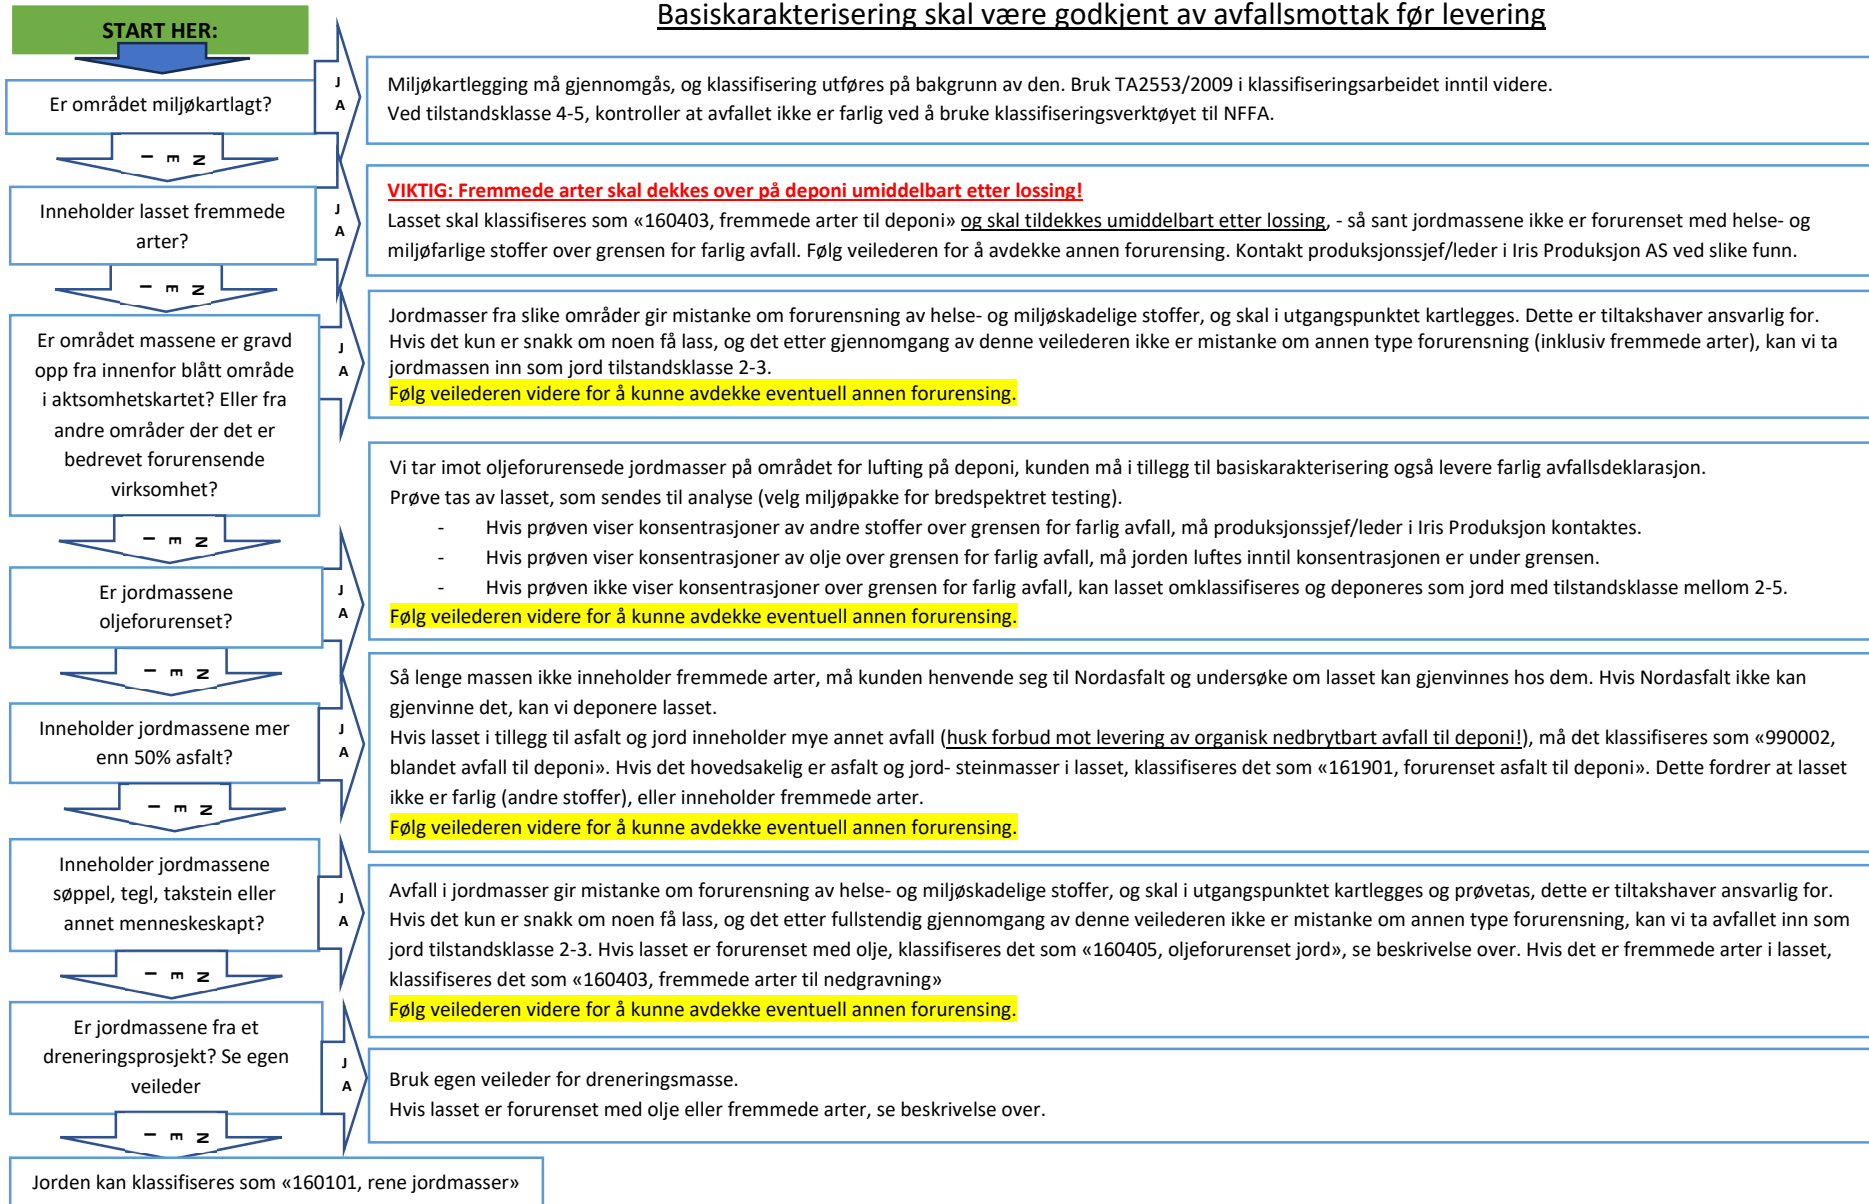 Basiskarakterisering skal være godkjent av avfallsmottak før levering
START HER:
Er området miljøkartlagt?
J
A
Miljøkartlegging må gjennomgås, og klassifisering utføres på bakgrunn av den. Bruk TA2553/2009 i klassifiseringsarbeidet inntil videre.
Ved tilstandsklasse 4-5, kontroller at avfallet ikke er farlig ved å bruke klassifiseringsverktøyet til NFFA.
N E I
Inneholder lasset fremmede
arter?
J
A
VIKTIG: Fremmede arter skal dekkes over på deponi umiddelbart etter lossing!
Lasset skal klassifiseres som «160403, fremmede arter til deponi» og skal tildekkes umiddelbart etter lossing, - så sant jordmassene ikke er forurenset med helse- og
miljøfarlige stoffer over grensen for farlig avfall. Følg veilederen for å avdekke annen forurensing. Kontakt produksjonssjef/leder i Iris Produksjon AS ved slike funn.
N E I
Er området massene er gravd
opp fra innenfor blått område
i aktsomhetskartet? Eller fra
andre områder der det er
bedrevet forurensende
virksomhet?
J
A
Jordmasser fra slike områder gir mistanke om forurensning av helse- og miljøskadelige stoffer, og skal i utgangspunktet kartlegges. Dette er tiltakshaver ansvarlig for.
Hvis det kun er snakk om noen få lass, og det etter gjennomgang av denne veilederen ikke er mistanke om annen type forurensning (inklusiv fremmede arter), kan vi ta
jordmassen inn som jord tilstandsklasse 2-3.
Følg veilederen videre for å kunne avdekke eventuell annen forurensing.
N E I
Er jordmassene
oljeforurenset?
J
A
Vi tar imot oljeforurensede jordmasser på området for lufting på deponi, kunden må i tillegg til basiskarakterisering også levere farlig avfallsdeklarasjon.
Prøve tas av lasset, som sendes til analyse (velg miljøpakke for bredspektret testing).
- Hvis prøven viser konsentrasjoner av andre stoffer over grensen for farlig avfall, må produksjonssjef/leder i Iris Produksjon kontaktes.
- Hvis prøven viser konsentrasjoner av olje over grensen for farlig avfall, må jorden luftes inntil konsentrasjonen er under grensen.
- Hvis prøven ikke viser konsentrasjoner over grensen for farlig avfall, kan lasset omklassifiseres og deponeres som jord med tilstandsklasse mellom 2-5.
Følg veilederen videre for å kunne avdekke eventuell annen forurensing.
N E I
Inneholder jordmassene mer
enn 50% asfalt?
J
A
Så lenge massen ikke inneholder fremmede arter, må kunden henvende seg til Nordasfalt og undersøke om lasset kan gjenvinnes hos dem. Hvis Nordasfalt ikke kan
gjenvinne det, kan vi deponere lasset.
Hvis lasset i tillegg til asfalt og jord inneholder mye annet avfall (husk forbud mot levering av organisk nedbrytbart avfall til deponi!), må det klassifiseres som «990002,
blandet avfall til deponi». Hvis det hovedsakelig er asfalt og jord- steinmasser i lasset, klassifiseres det som «161901, forurenset asfalt til deponi». Dette fordrer at lasset
ikke er farlig (andre stoffer), eller inneholder fremmede arter.
Følg veilederen videre for å kunne avdekke eventuell annen forurensing.
N E I
Inneholder jordmassene
søppel, tegl, takstein eller
annet menneskeskapt?
J
A
Avfall i jordmasser gir mistanke om forurensning av helse- og miljøskadelige stoffer, og skal i utgangspunktet kartlegges og prøvetas, dette er tiltakshaver ansvarlig for.
Hvis det kun er snakk om noen få lass, og det etter fullstendig gjennomgang av denne veilederen ikke er mistanke om annen type forurensning, kan vi ta avfallet inn som
jord tilstandsklasse 2-3. Hvis lasset er forurenset med olje, klassifiseres det som «160405, oljeforurenset jord», se beskrivelse over. Hvis det er fremmede arter i lasset,
klassifiseres det som «160403, fremmede arter til nedgravning»
Følg veilederen videre for å kunne avdekke eventuell annen forurensing.
N E I
Er jordmassene fra et
dreneringsprosjekt? Se egen
veileder
J
A
Bruk egen veileder for dreneringsmasse.
Hvis lasset er forurenset med olje eller fremmede arter, se beskrivelse over.
N E I
Jorden kan klassifiseres som «160101, rene jordmasser»